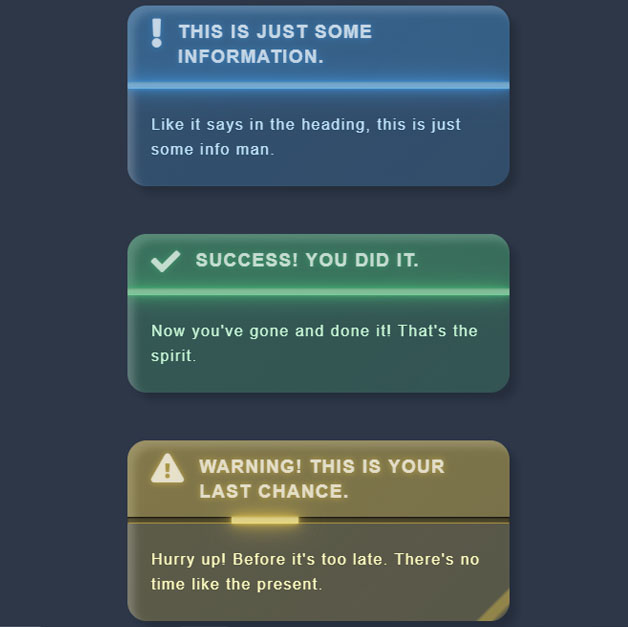 THIS IS JUST SOME
INFORMATION.
Like it says in the heading, this is just
some info man.
SUCCESS! YOU DID IT.
Now you've gone and done it! That's the
spirit.
WARNING! THIS IS YOUR
LAST CHANCE.
Hurry up! Before it's too late. There's no
time like the present.